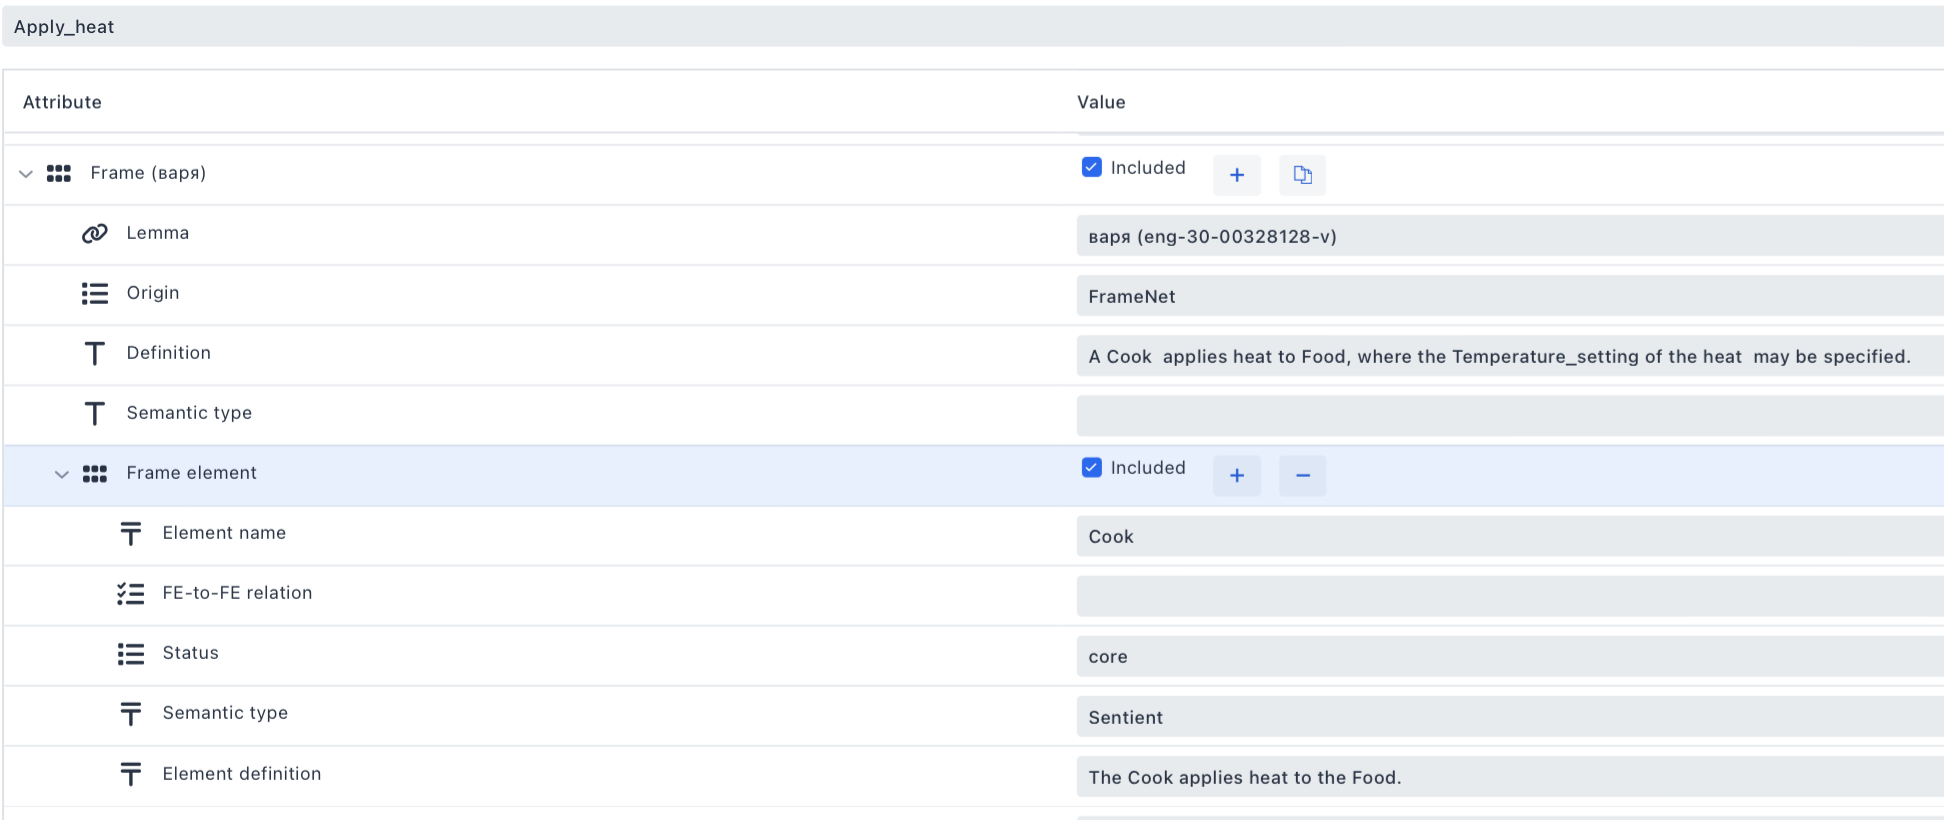 Apply_heat
Attribute Value
Frame (варя) Included
Lemma варя (eng-30-00328128-v)
Origin FrameNet
Definition A Cook  applies heat to Food, where the Temperature_setting of the heat  may be specified.
Semantic type
Frame element Included
Element name Cook
FE-to-FE relation
Status core
Semantic type Sentient
Element definition The Cook applies heat to the Food.